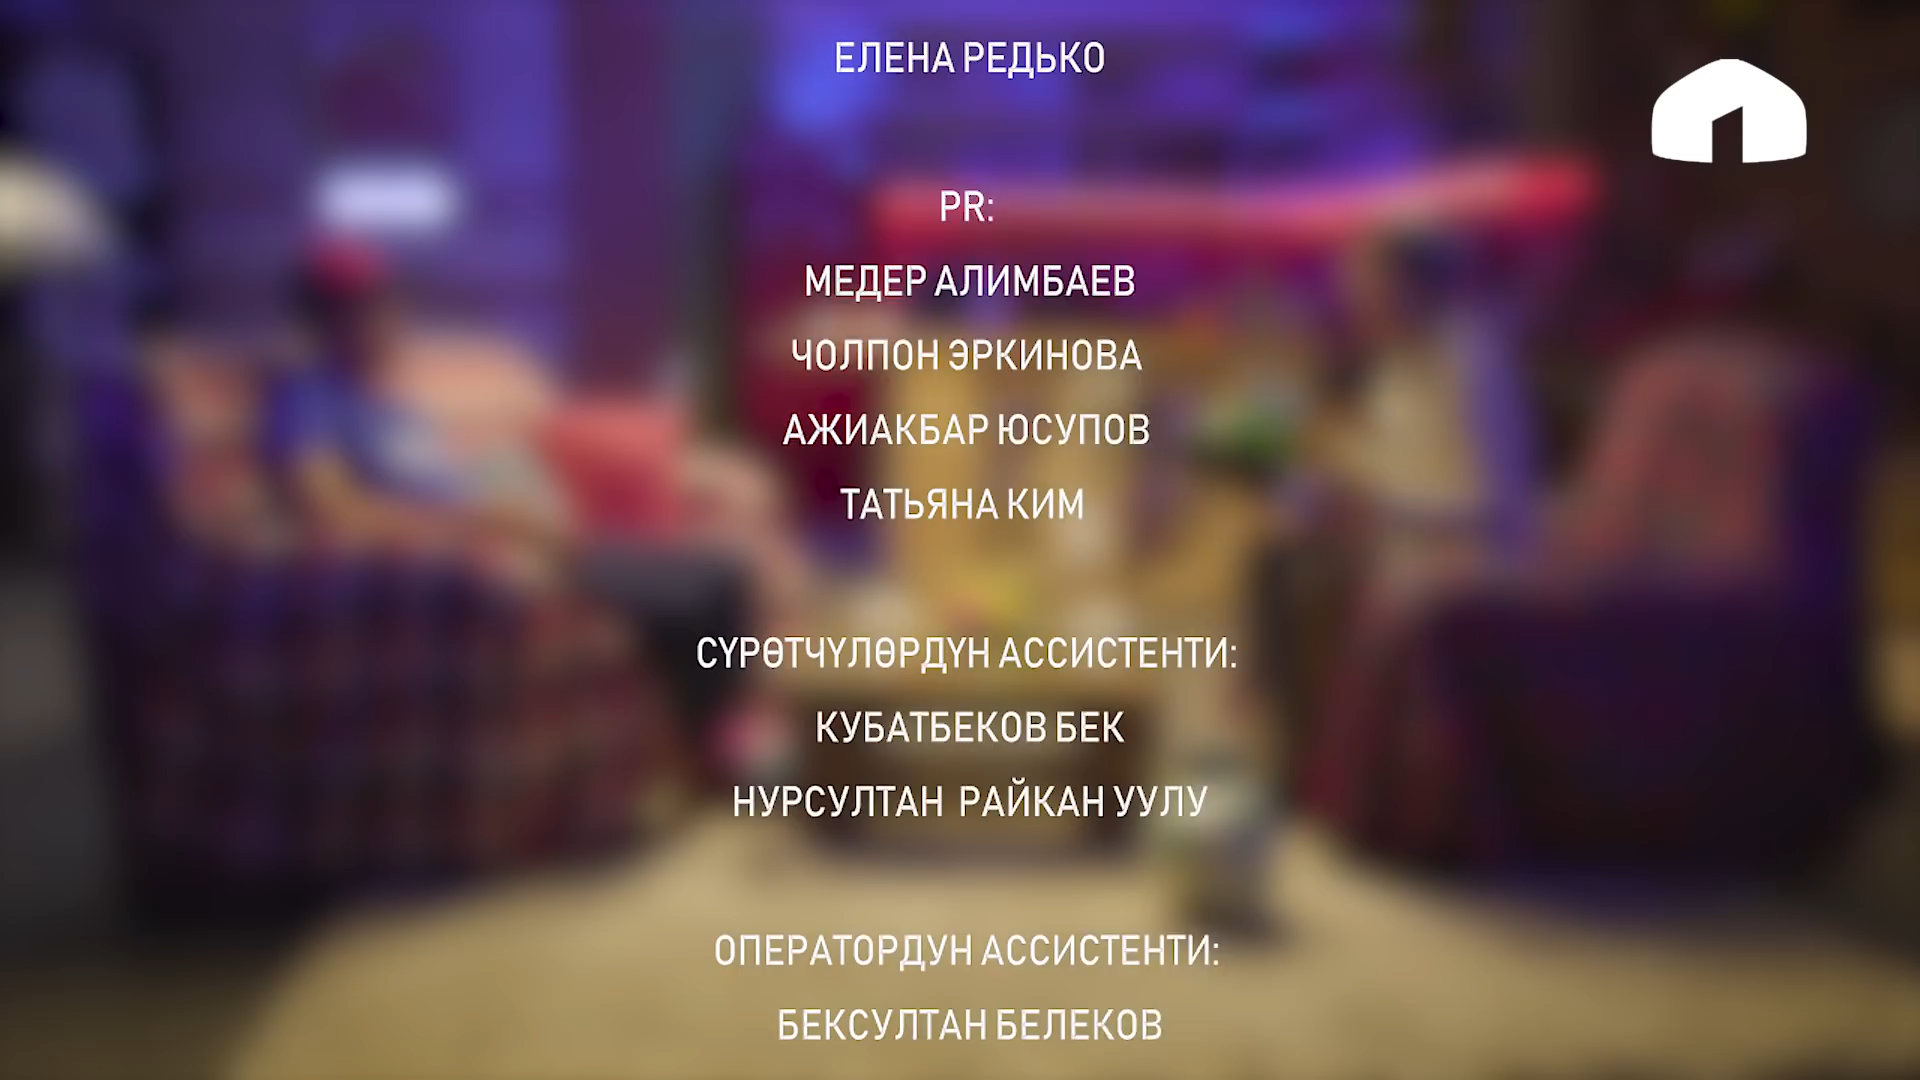 ЕЛЕНА РЕДЬКО
PR:
МЕДЕР АЛИМБАЕВ
ЧОЛПОН ЭРКИНОВА
АЖИАКБАР ЮСУПОВ
ТАТЬЯНА КИМ
СҮРӨТЧҮЛӨРДҮН АССИСТЕНТИ:
КУБАТБЕКОВ БЕК
НУРСУЛТАН РАЙКАН УУЛУ
ОПЕРАТОРДУН АССИСТЕНТИ:
БЕКСУЛТАН БЕЛЕКОВ